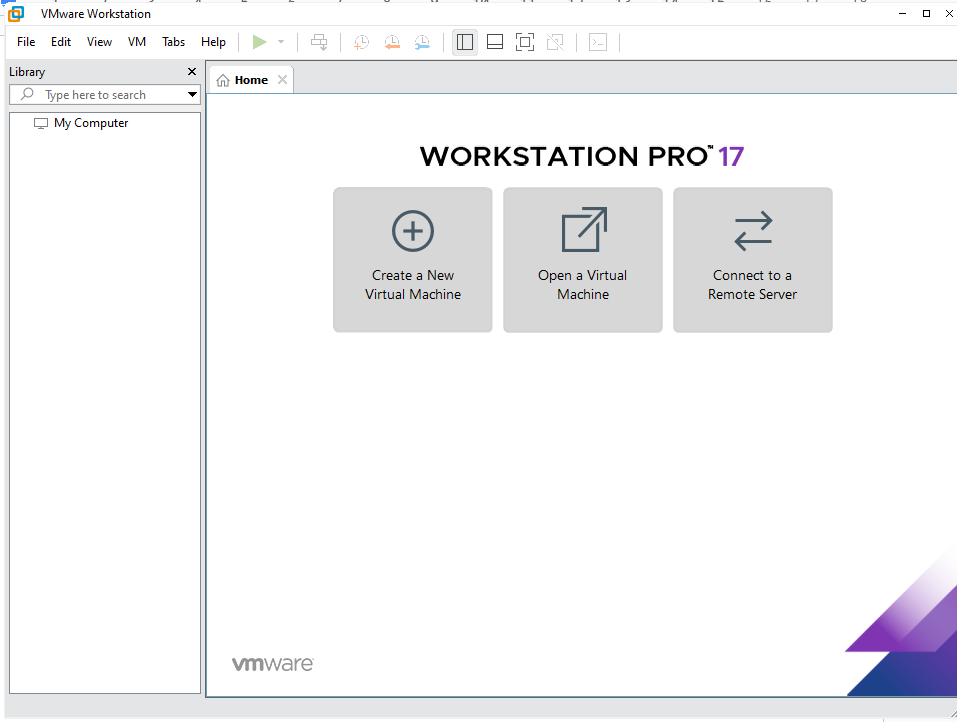 VMware Workstation
File Edit View VM Tabs Help
Library
Home
Type here to search
My Computer
WORKSTATION PRO™ 17
Create a New
Virtual Machine
Open a Virtual
Machine
Connect to a
Remote Server
vmware